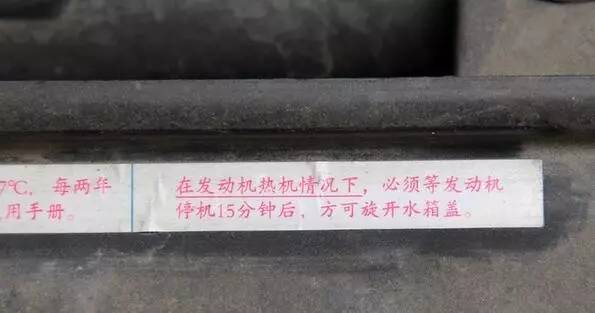 7℃，每两年
用手册。
在发动机热机情况下，必须等发动机
停机15分钟后，方可旋开水箱盖。